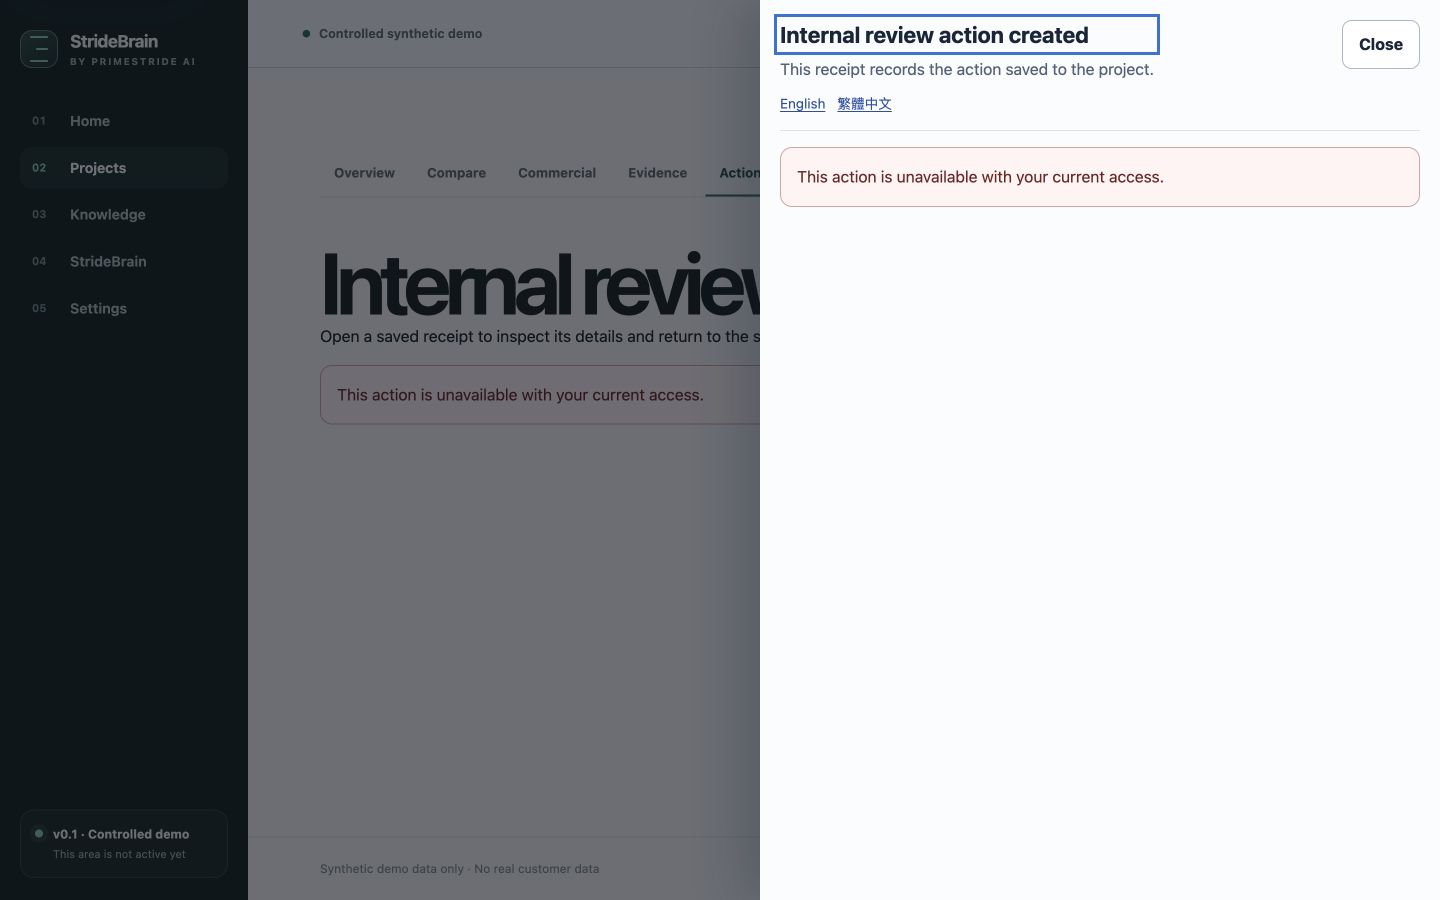 StrideBrain
BY PRIMESTRIDE AI
01 Home
02 Projects
03 Knowledge
04 StrideBrain
05 Settings
v0.1 · Controlled demo
This area is not active yet
Controlled synthetic demo
Overview Compare Commercial Evidence Action
Internal review
Open a saved receipt to inspect its details and return to the s
This action is unavailable with your current access.
Synthetic demo data only · No real customer data
Internal review action created
Close
This receipt records the action saved to the project.
English 繁體中文
This action is unavailable with your current access.